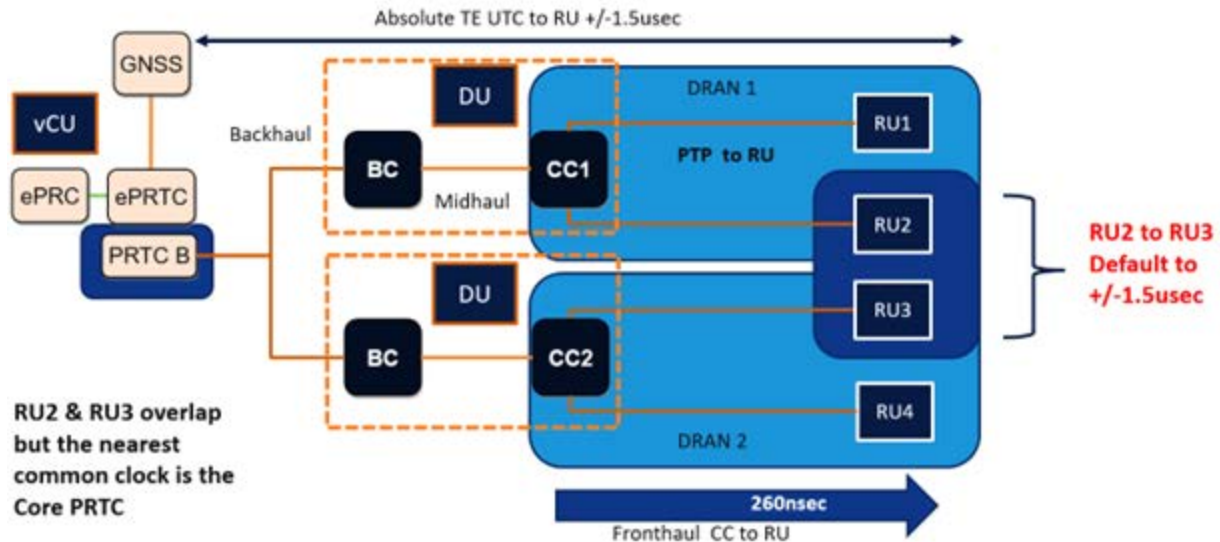 Absolute TE UTC to RU +/-1.5usec
GNSS
vCU
ePRC
ePRTC
PRTC B
Backhaul
DU
BC
Midhaul
CC1
DRAN 1
PTP to RU
RU1
RU2
DU
BC
CC2
RU3
RU4
DRAN 2
RU2 to RU3
Default to
+/-1.5usec
RU2 & RU3 overlap
but the nearest
common clock is the
Core PRTC
260nsec
Fronthaul CC to RU